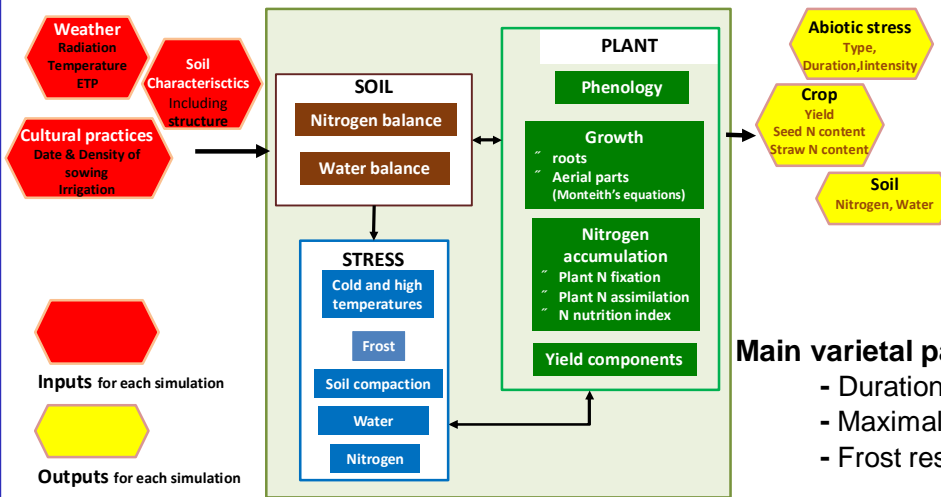 Weather
Radiation
Temperature
ETP
Soil
Characterisctics
Including
structure
Cultural practices
Date & Density of
sowing
Irrigation
SOIL
Nitrogen balance
Water balance
STRESS
Cold and high
temperatures
Frost
Soil compaction
Water
Nitrogen
PLANT
Phenology
Growth
˝ roots
˝ Aerial parts
(Monteith's equations)
Nitrogen
accumulation
˝ Plant N fixation
˝ Plant N assimilation
˝ N nutrition index
Yield components
Abiotic stress
Type,
Duration,Iintensity
Crop
Yield
Seed N content
Straw N content
Soil
Nitrogen, Water
Inputs for each simulation
Outputs for each simulation
Main varietal pa
- Duration
- Maximal
- Frost res